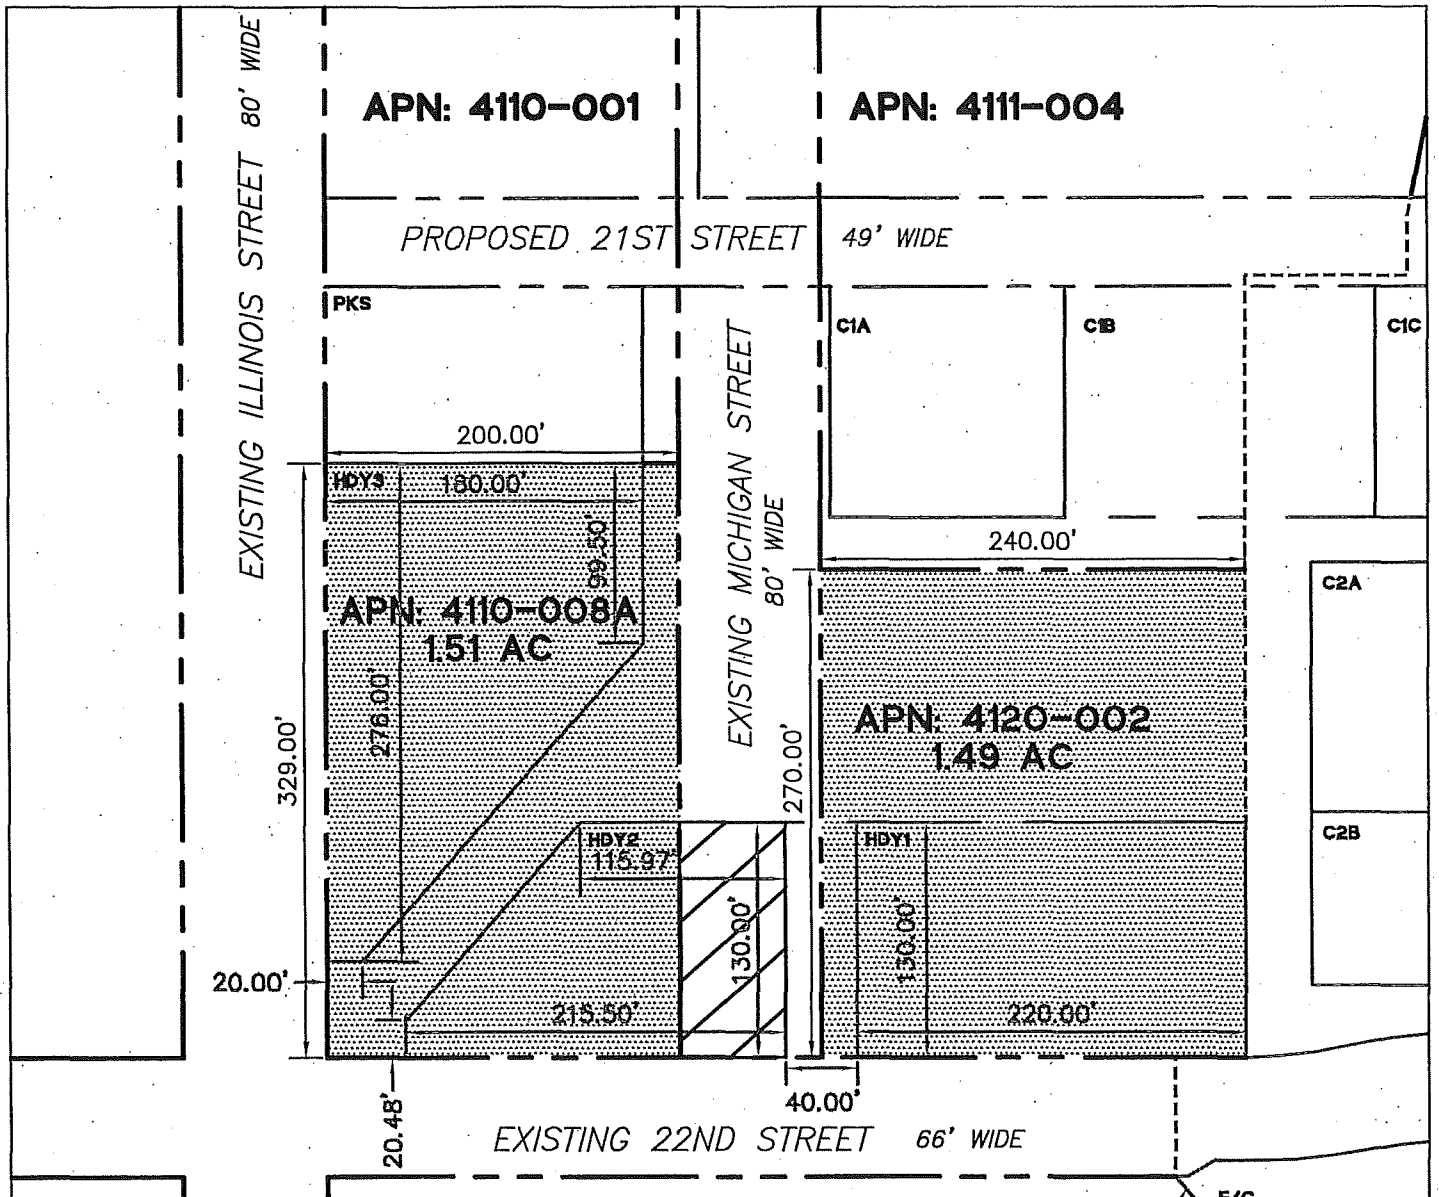 EXISTING ILLINOIS STREET 80' WIDE
APN: 4110-001
APN: 4111-004
PROPOSED 21ST STREET 49' WIDE
PKS
C1A
C1B
C1C
EXISTING MICHIGAN STREET
80' WIDE
200.00'
HDY3
180.00'
99.50'
240.00'
C2A
APN: 4110-008A
1.51 AC
276.00'
329.00'
APN: 4120-002
1.49 AC
270.00'
HDY2
115.97'
HDY1
C2B
130.00'
130.00'
20.00'
215.50'
220.00'
20.48'
40.00'
EXISTING 22ND STREET 66' WIDE